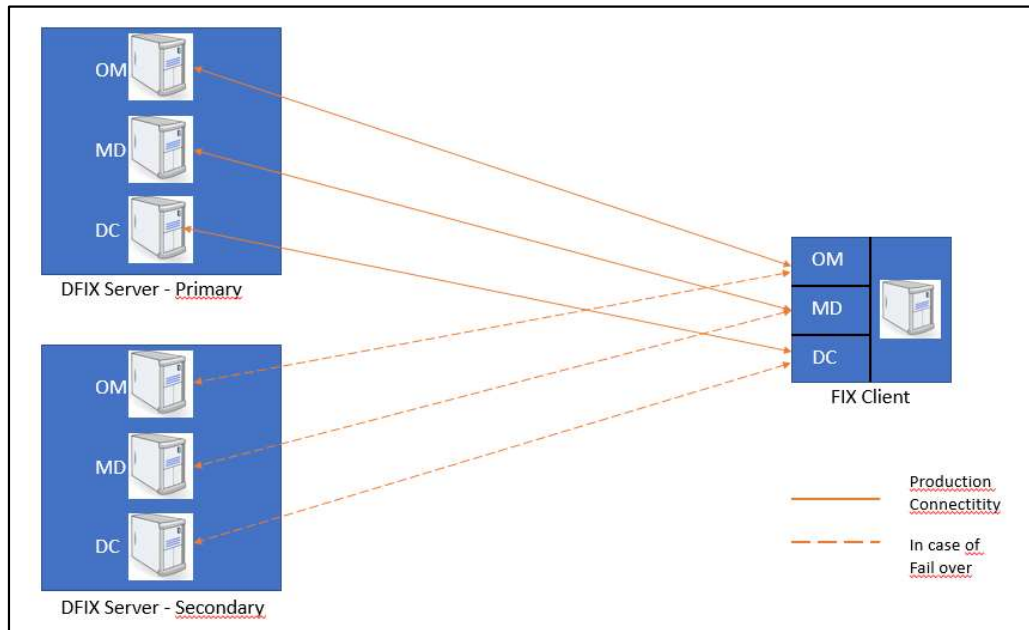 OM
MD
DC
DFIX Server - Primary
OM
MD
DC
DFIX Server - Secondary
OM
MD
DC
FIX Client
Production
Connectitity
In case of
Fail over